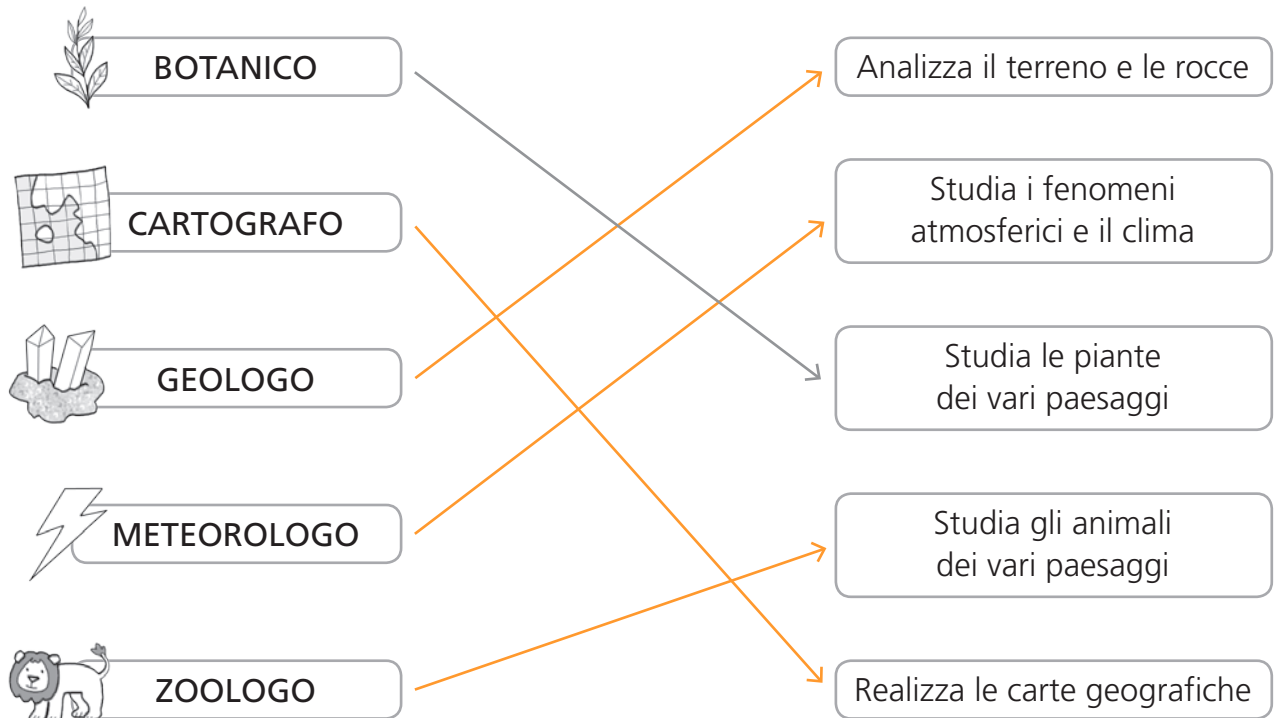 BOTANICO
Analizza il terreno e le rocce
CARTOGRAFO
Studia i fenomeni
atmosferici e il clima
GEOLOGO
Studia le piante
dei vari paesaggi
METEOROLOGO
Studia gli animali
dei vari paesaggi
ZOOLOGO
Realizza le carte geografiche